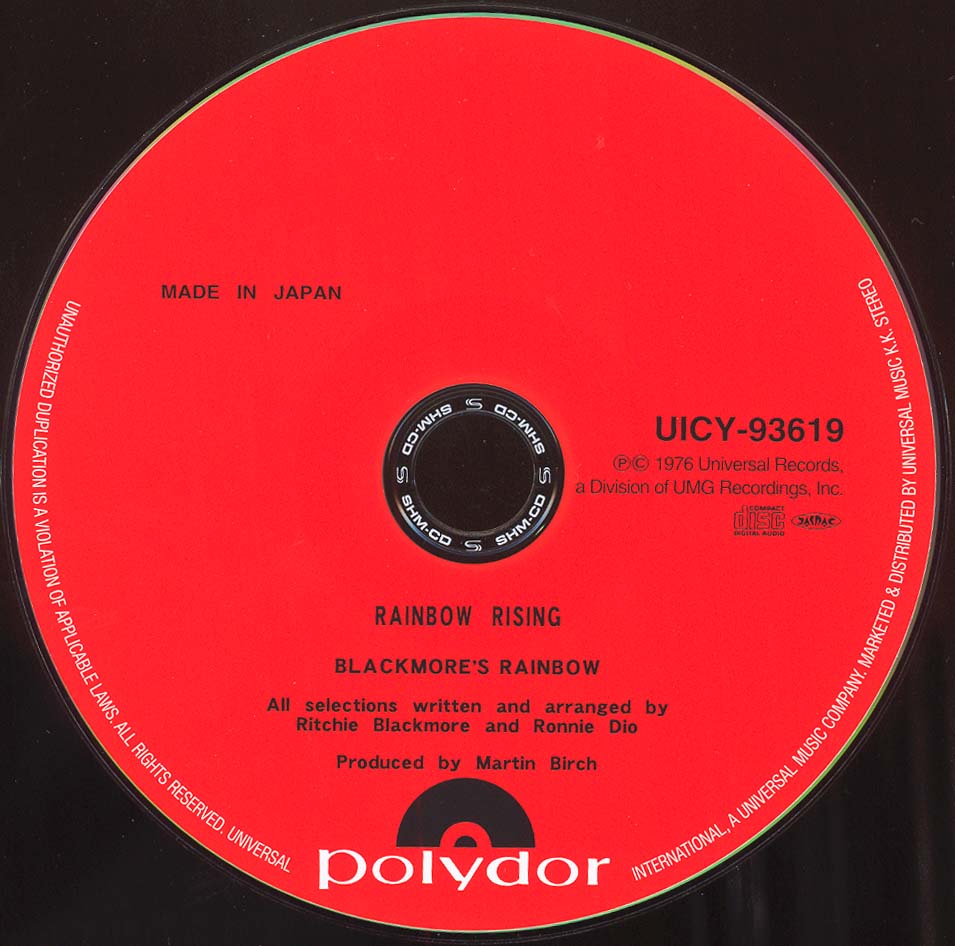 MADE IN JAPAN
UICY-93619
ⓅⒸ 1976 Universal Records,
a Division of UMG Recordings, Inc.
COMPACT
disc
DIGITAL AUDIO
JASRAC
SHM-CD SHM-CD SHM-CD SHM-CD SHM-CD
RAINBOW RISING
BLACKMORE'S RAINBOW
All selections written and arranged by
Ritchie Blackmore and Ronnie Dio
Produced by Martin Birch
polydor
UNAUTHORIZED DUPLICATION IS A VIOLATION OF APPLICABLE LAWS. ALL RIGHTS RESERVED. UNIVERSAL
INTERNATIONAL, A UNIVERSAL MUSIC COMPANY. MARKETED & DISTRIBUTED BY UNIVERSAL MUSIC K.K. STEREO